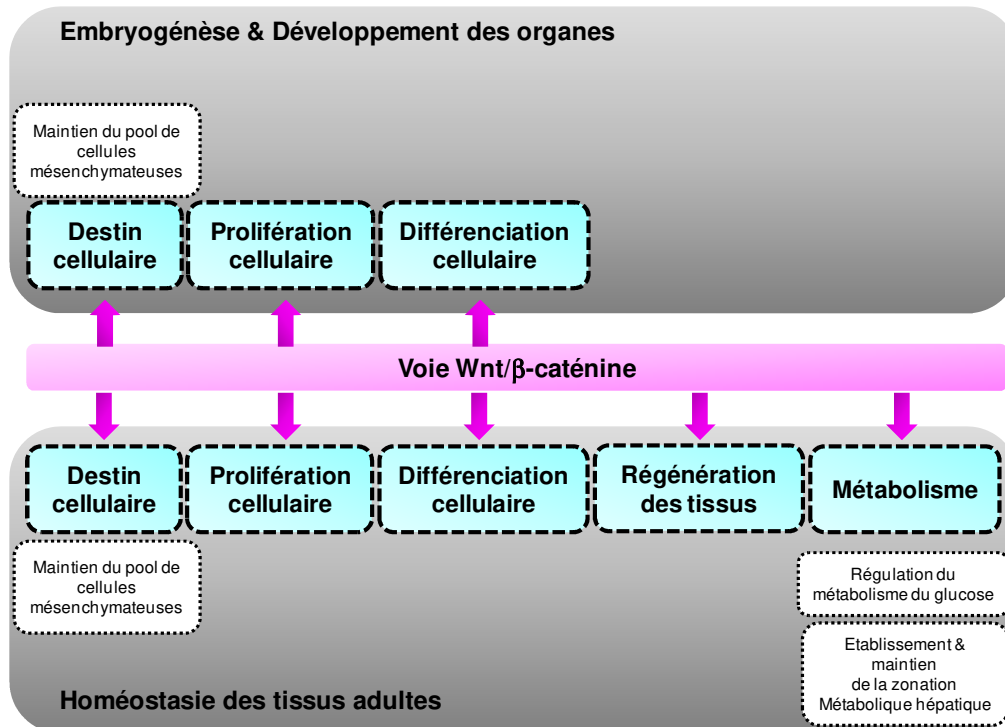 Embryogénèse & Développement des organes
Maintien du pool de
cellules
mésenchymateuses
Destin
cellulaire
Prolifération
cellulaire
Différenciation
cellulaire
Voie Wnt/β-caténine
Destin
cellulaire
Prolifération
cellulaire
Différenciation
cellulaire
Régénération
des tissus
Métabolisme
Maintien du pool de
cellules
mésenchymateuses
Régulation du
métabolisme du glucose
Etablissement &
maintien
de la zonation
Métabolique hépatique
Homéostasie des tissus adultes